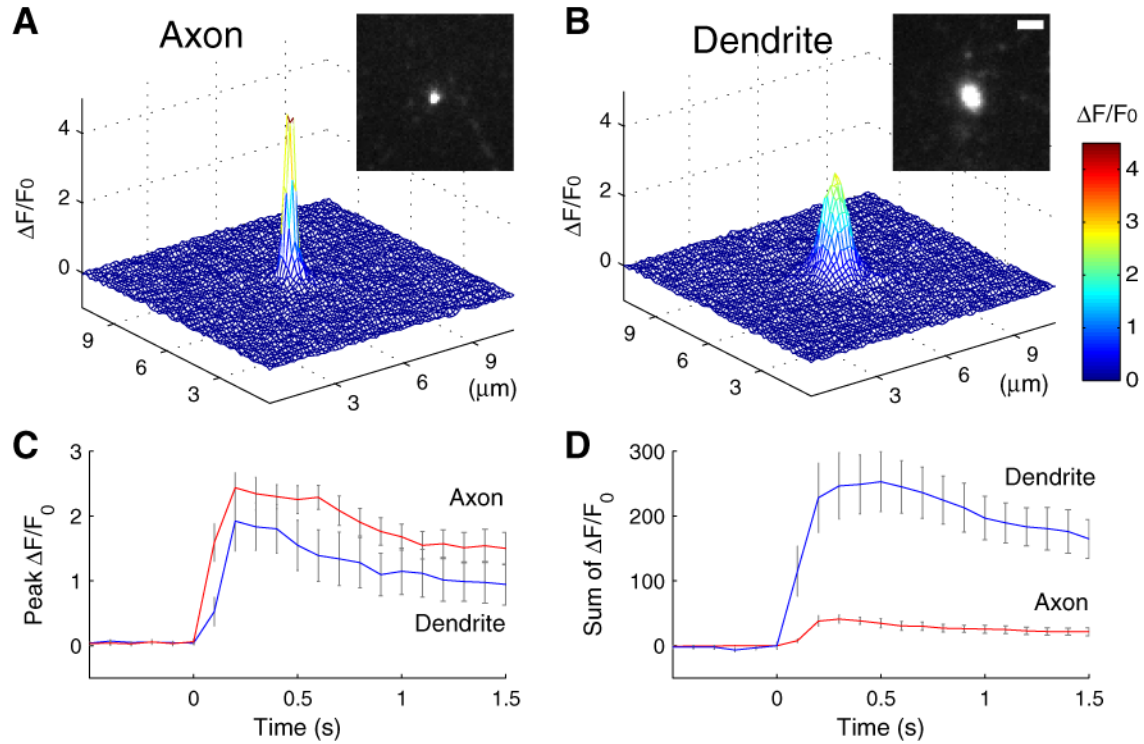 A
Axon
4
2
0
ΔF/F0
9
6
3
3
6
9
(μm)
B
Dendrite
4
2
0
ΔF/F0
9
6
3
3
6
9
(μm)
ΔF/F0
4
3
2
1
0
C
3
2
1
0
Peak ΔF/F0
Axon
Dendrite
0
0.5
1
1.5
Time (s)
D
300
200
100
0
Sum of ΔF/F0
Dendrite
Axon
0
0.5
1
1.5
Time (s)